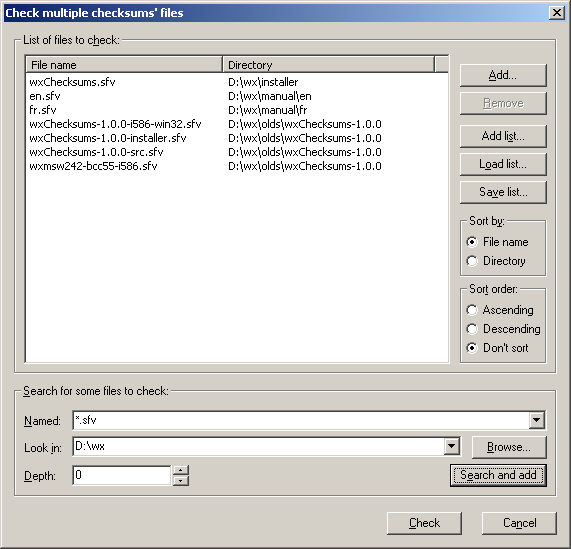 Check multiple checksums' files
List of files to check:
File name Directory
wxChecksums.sfv D:\wx\installer
en.sfv D:\wx\manual\en
fr.sfv D:\wx\manual\fr
wxChecksums-1.0.0-i586-win32.sfv D:\wx\olds\wxChecksums-1.0.0
wxChecksums-1.0.0-installer.sfv D:\wx\olds\wxChecksums-1.0.0
wxChecksums-1.0.0-src.sfv D:\wx\olds\wxChecksums-1.0.0
wxmsw242-bcc55-i586.sfv D:\wx\olds\wxChecksums-1.0.0
Add...
Remove
Add list...
Load list...
Save list...
Sort by:
File name
Directory
Sort order:
Ascending
Descending
Don't sort
Search for some files to check:
Named: *.sfv
Look in: D:\wx Browse...
Depth: 0 Search and add
Check Cancel